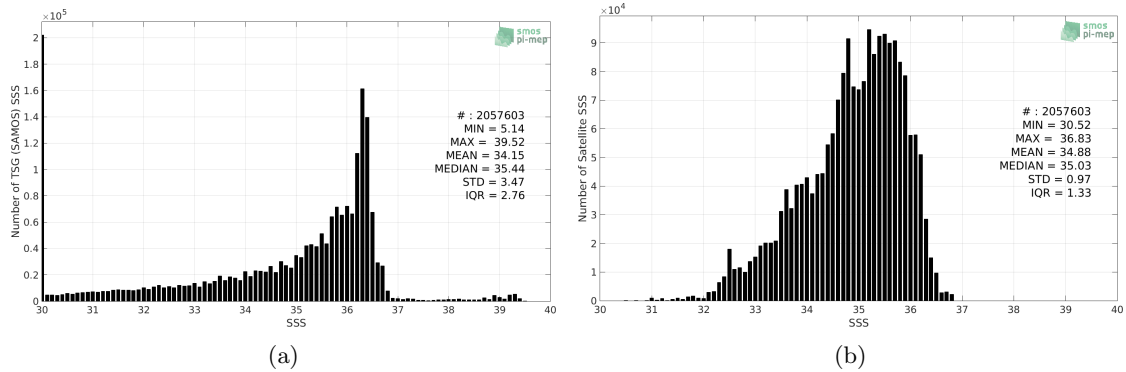 ×10⁵
smos
pi-mep
Number of TSG (SAMOS) SSS
2
1.8
1.6
1.4
1.2
1
0.8
0.6
0.4
0.2
0
# : 2057603
MIN = 5.14
MAX = 39.52
MEAN = 34.15
MEDIAN = 35.44
STD = 3.47
IQR = 2.76
30 31 32 33 34 35 36 37 38 39 40
SSS
(a)
×10⁴
smos
pi-mep
Number of Satellite SSS
9
8
7
6
5
4
3
2
1
0
# : 2057603
MIN = 30.52
MAX = 36.83
MEAN = 34.88
MEDIAN = 35.03
STD = 0.97
IQR = 1.33
30 31 32 33 34 35 36 37 38 39 40
SSS
(b)